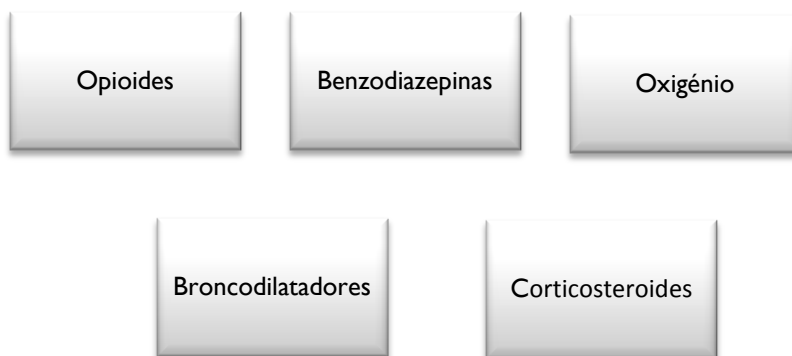 Opioides
Benzodiazepinas
Oxigénio
Broncodilatadores
Corticosteroides